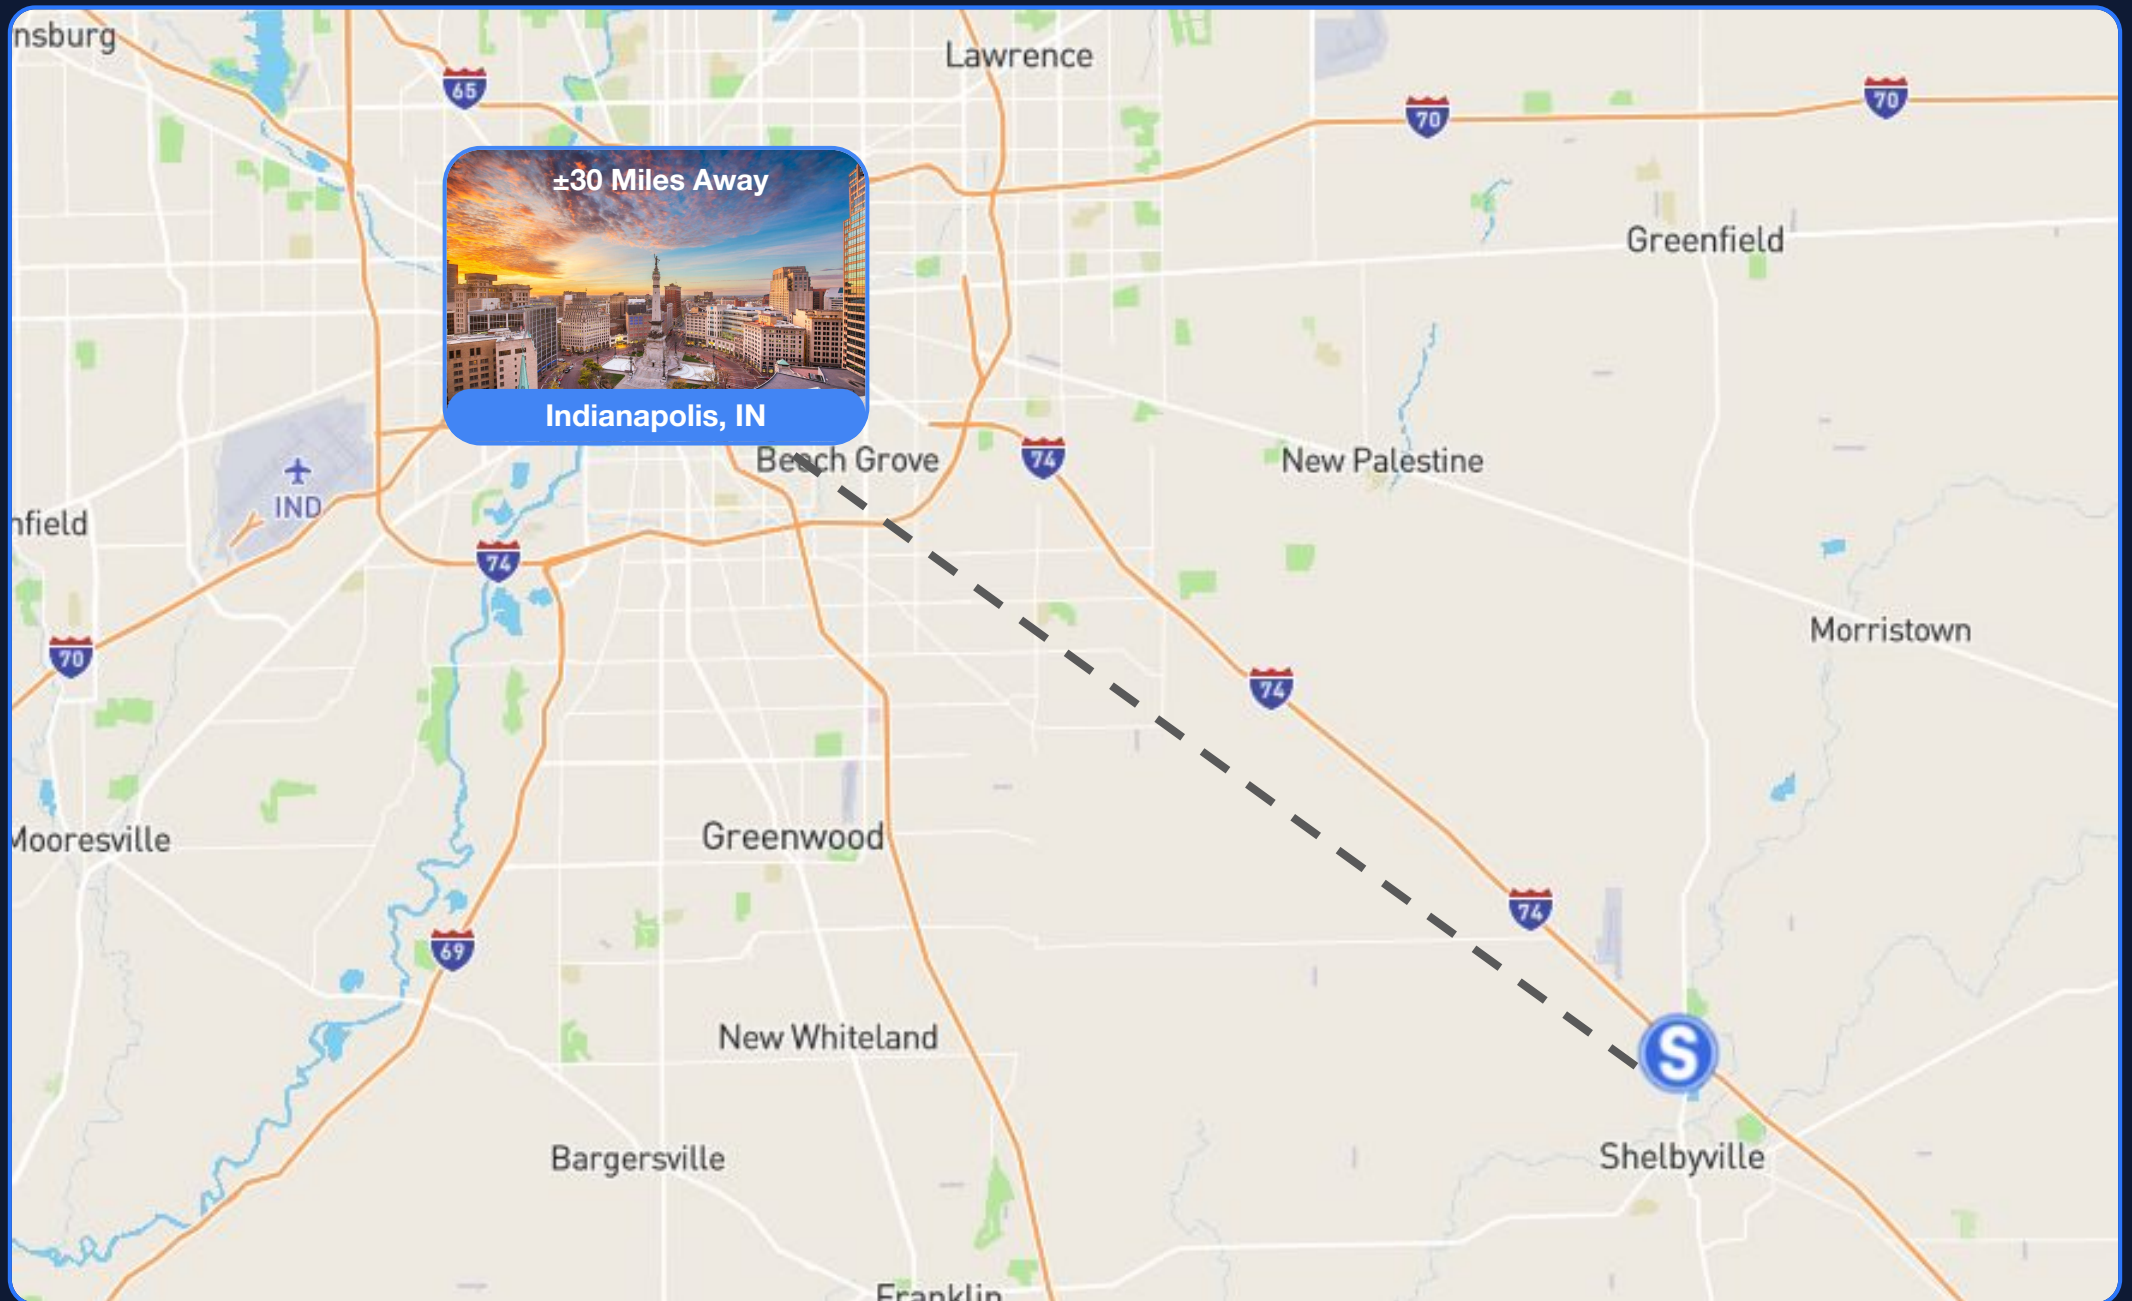 nsburg
Lawrence
65
70
70
±30 Miles Away
Greenfield
Indianapolis, IN
Beech Grove
74
New Palestine
IND
nfield
74
Morristown
70
74
Mooresville
Greenwood
74
69
New Whiteland
S
Bargersville
Shelbyville
Franklin